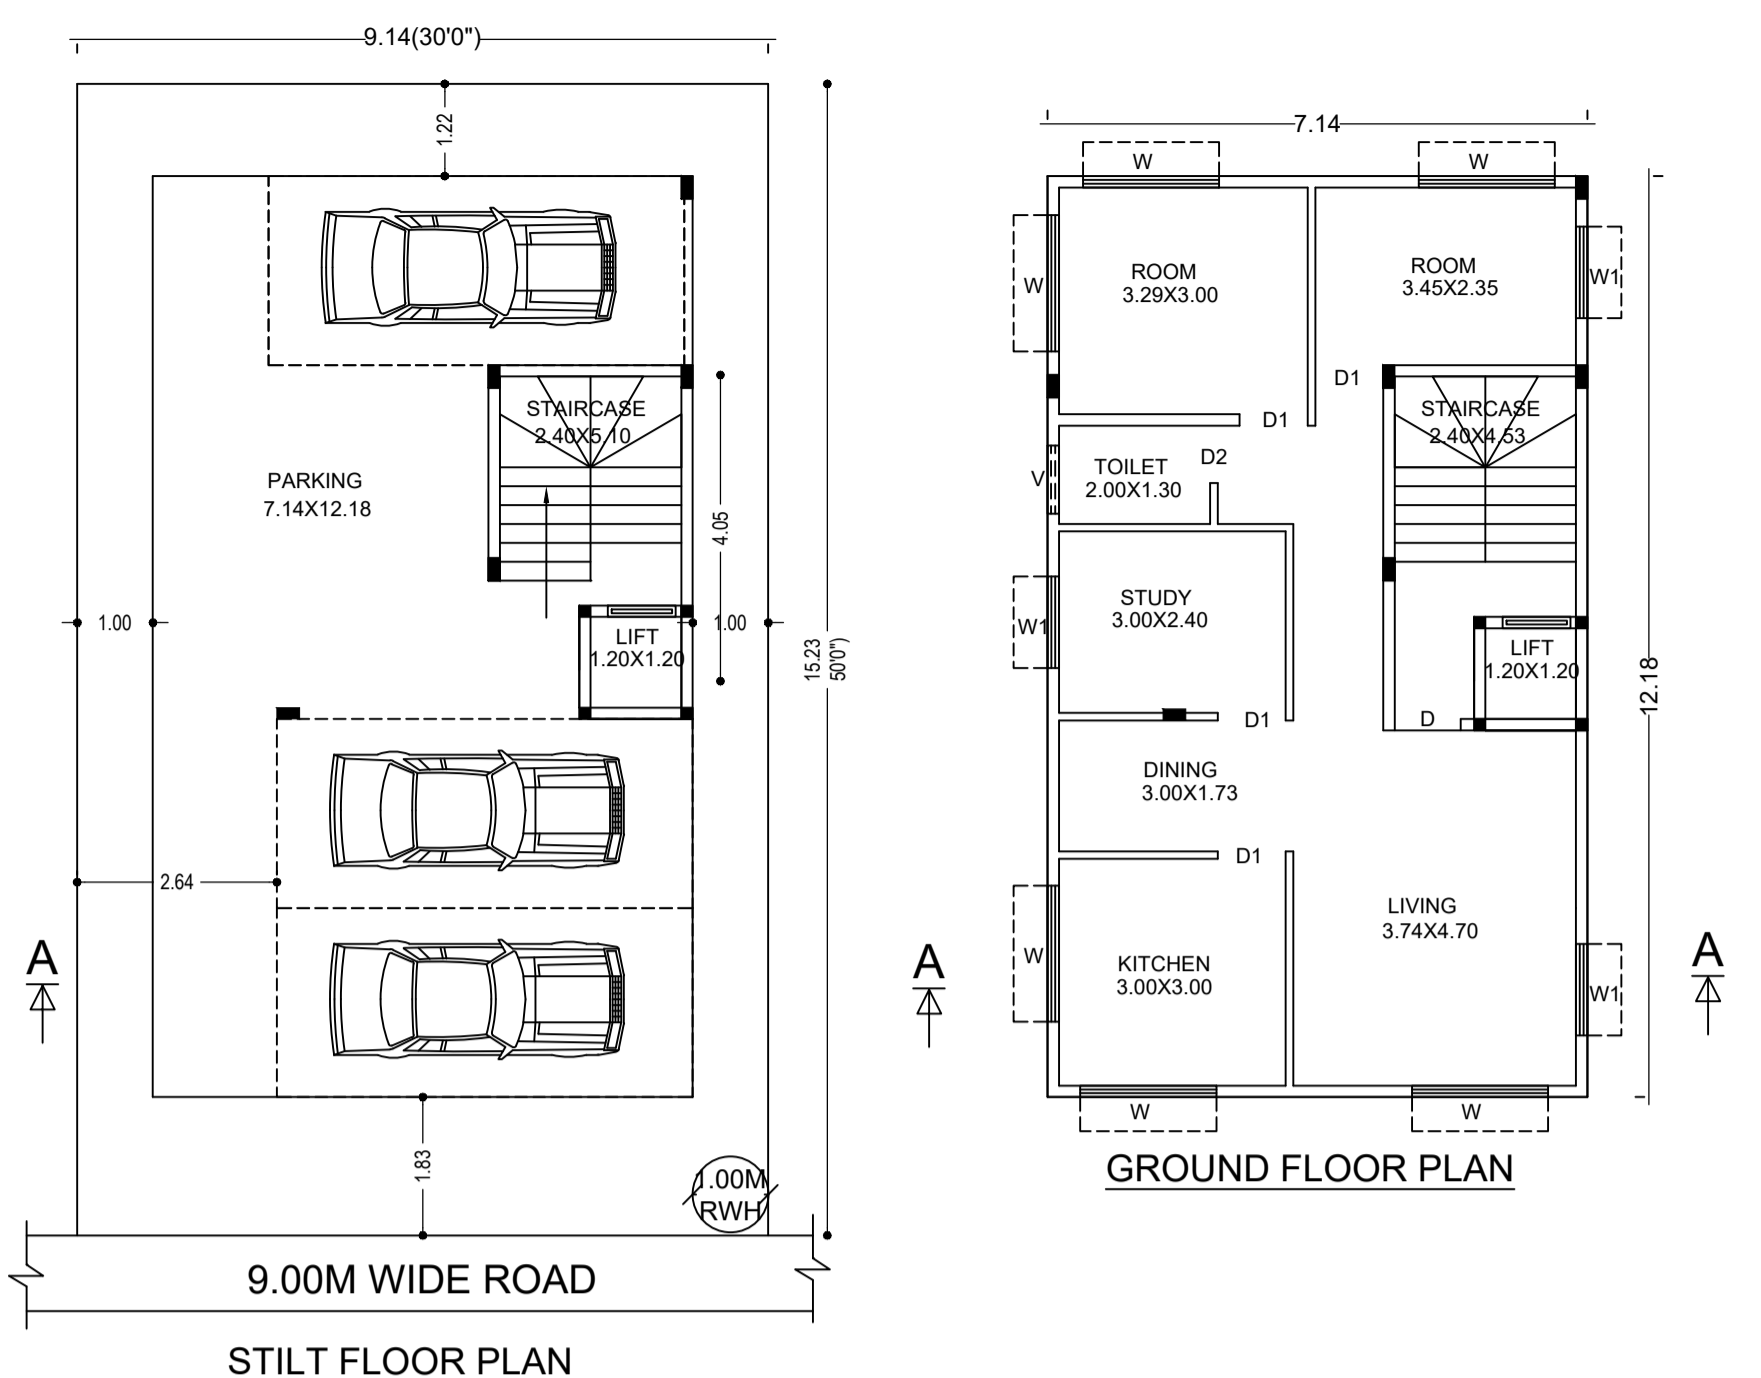 9.14(30'0")
1.22
STAIRCASE
2.40X5.10
PARKING
7.14X12.18
4.05
1.00
1.00
LIFT
1.20X1.20
15.23
50'0")
2.64
A
1.83
1.00M
RWH
9.00M WIDE ROAD
STILT FLOOR PLAN
7.14
W
W
W
ROOM
3.29X3.00
ROOM
3.45X2.35
W1
D1
D1
STAIRCASE
2.40X4.53
V
TOILET
2.00X1.30
D2
W1
STUDY
3.00X2.40
LIFT
1.20X1.20
12.18
D1
D
DINING
3.00X1.73
D1
LIVING
3.74X4.70
A
W
KITCHEN
3.00X3.00
W1
A
W
W
GROUND FLOOR PLAN